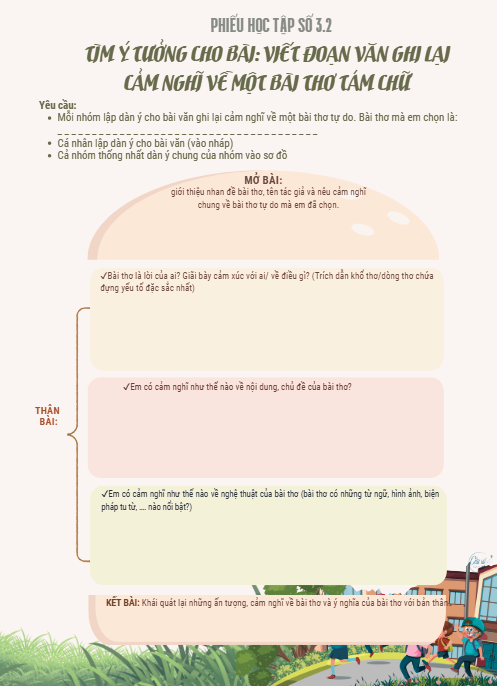 PHIẾU HỌC TẬP SỐ 3.2
TÌM Ý TƯỞNG CHO BÀI: VIẾT ĐOẠN VĂN GHI LẠI
CẢM NGHĨ VỀ MỘT BÀI THƠ TÁM CHỮ
Yêu cầu:
• Mỗi nhóm lập dàn ý cho bài văn ghi lại cảm nghĩ về một bài thơ tự do. Bài thơ mà em chọn là:
• Cá nhân lập dàn ý cho bài văn (vào nháp)
• Cả nhóm thống nhất dàn ý chung của nhóm vào sơ đồ
MỞ BÀI:
giới thiệu nhan đề bài thơ, tên tác giả và nêu cảm nghĩ
chung về bài thơ tự do mà em đã chọn.
✓Bài thơ là lời của ai? Giãi bày cảm xúc với ai/ về điều gì? (Trích dẫn khổ thơ/dòng thơ chứa
đựng yếu tố đặc sắc nhất)
✓Em có cảm nghĩ như thế nào về nội dung, chủ đề của bài thơ?
THÂN
BÀI:
✓Em có cảm nghĩ như thế nào về nghệ thuật của bài thơ (bài thơ có những từ ngữ, hình ảnh, biện
pháp tu từ, .... nào nổi bật?)
KẾT BÀI: Khái quát lại những ấn tượng, cảm nghĩ về bài thơ và ý nghĩa của bài thơ với bản thân.